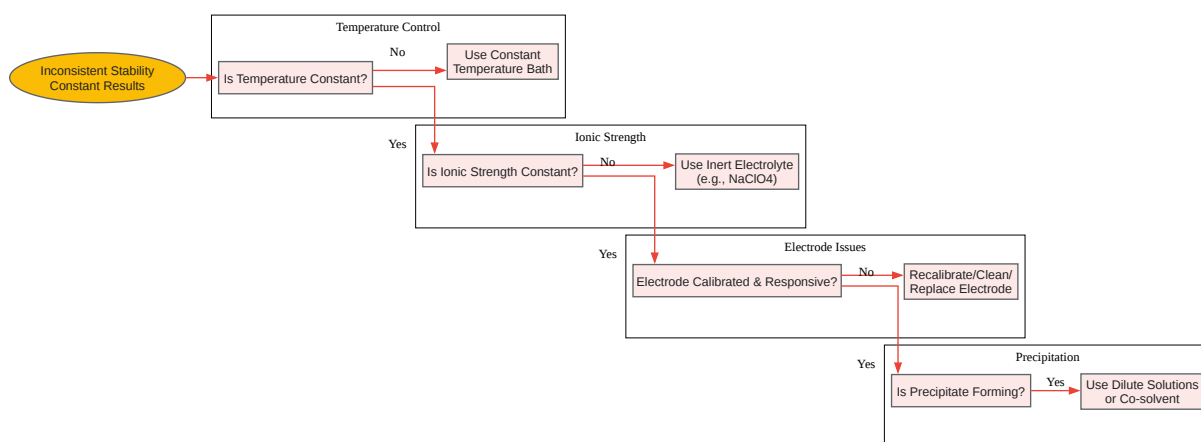 Temperature Control
Inconsistent Stability
Constant Results
Is Temperature Constant?
No
Use Constant
Temperature Bath
Yes
Ionic Strength
Is Ionic Strength Constant?
No
Use Inert Electrolyte
(e.g., NaClO4)
Yes
Electrode Issues
Electrode Calibrated & Responsive?
No
Recalibrate/Clean/
Replace Electrode
Yes
Precipitation
Is Precipitate Forming?
Yes
Use Dilute Solutions
or Co-solvent